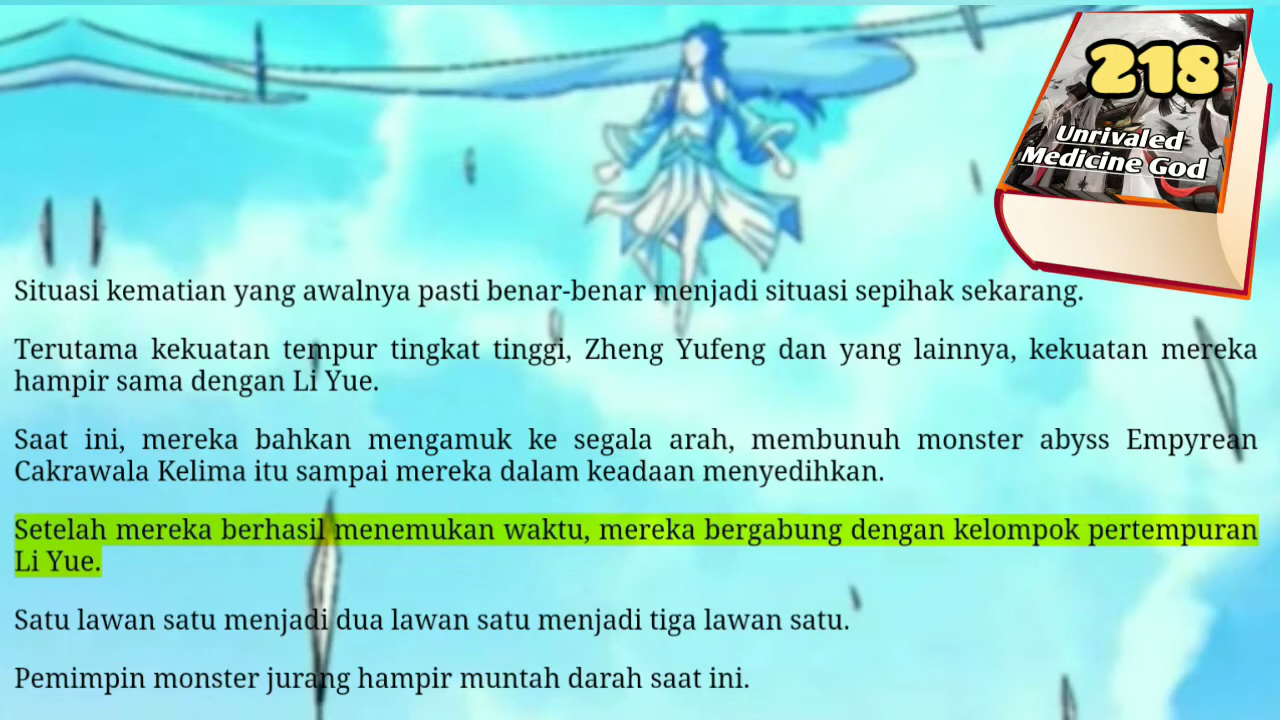 218
Unrivaled
Medicine God
Situasi kematian yang awalnya pasti benar-benar menjadi situasi sepihak sekarang.
Terutama kekuatan tempur tingkat tinggi, Zheng Yufeng dan yang lainnya, kekuatan mereka
hampir sama dengan Li Yue.
Saat ini, mereka bahkan mengamuk ke segala arah, membunuh monster abyss Empyrean
Cakrawala Kelima itu sampai mereka dalam keadaan menyedihkan.
Setelah mereka berhasil menemukan waktu, mereka bergabung dengan kelompok pertempuran
Li Yue.
Satu lawan satu menjadi dua lawan satu menjadi tiga lawan satu.
Pemimpin monster jurang hampir muntah darah saat ini.